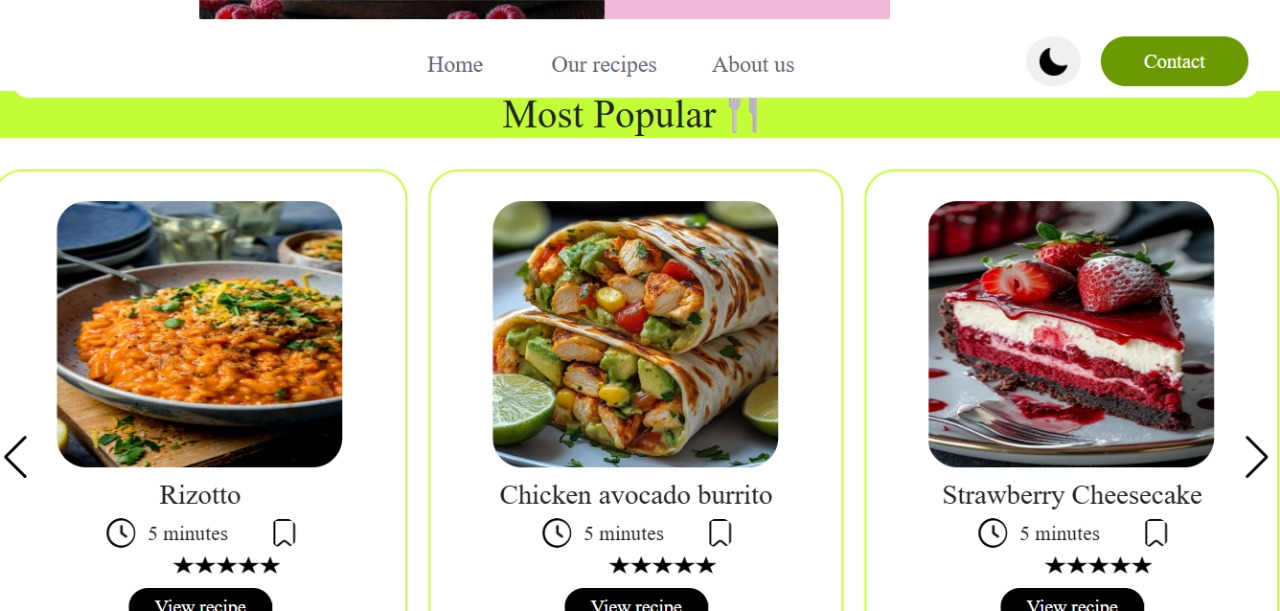 Home Our recipes About us Contact
Most Popular 🍴
Rizotto Chicken avocado burrito Strawberry Cheesecake
5 minutes 5 minutes 5 minutes
★★★★★ ★★★★★ ★★★★★
View recipe View recipe View recipe